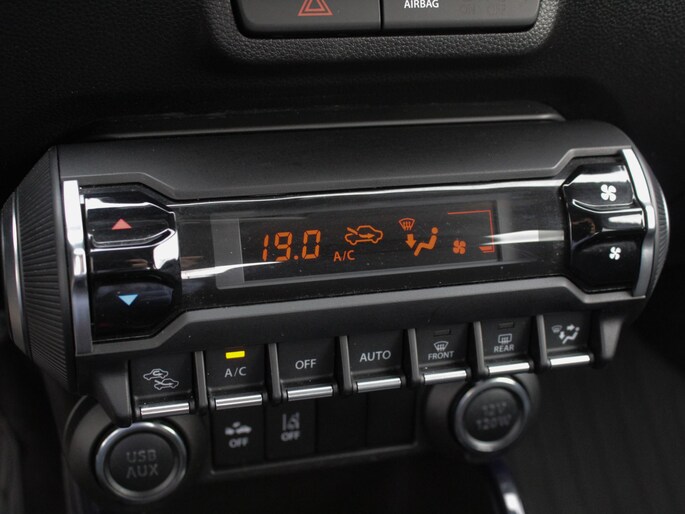 AIRBAG
19.0
A/C
A/C
OFF
AUTO
FRONT
REAR
OFF
OFF
USB
AUX
12V
120W